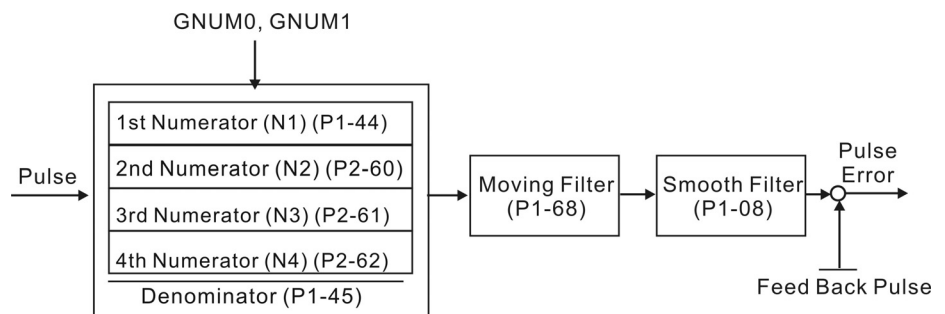 GNUM0, GNUM1
Pulse
1st Numerator (N1) (P1-44)
2nd Numerator (N2) (P2-60)
3rd Numerator (N3) (P2-61)
4th Numerator (N4) (P2-62)
Denominator (P1-45)
Moving Filter
(P1-68)
Smooth Filter
(P1-08)
Pulse
Error
Feed Back Pulse